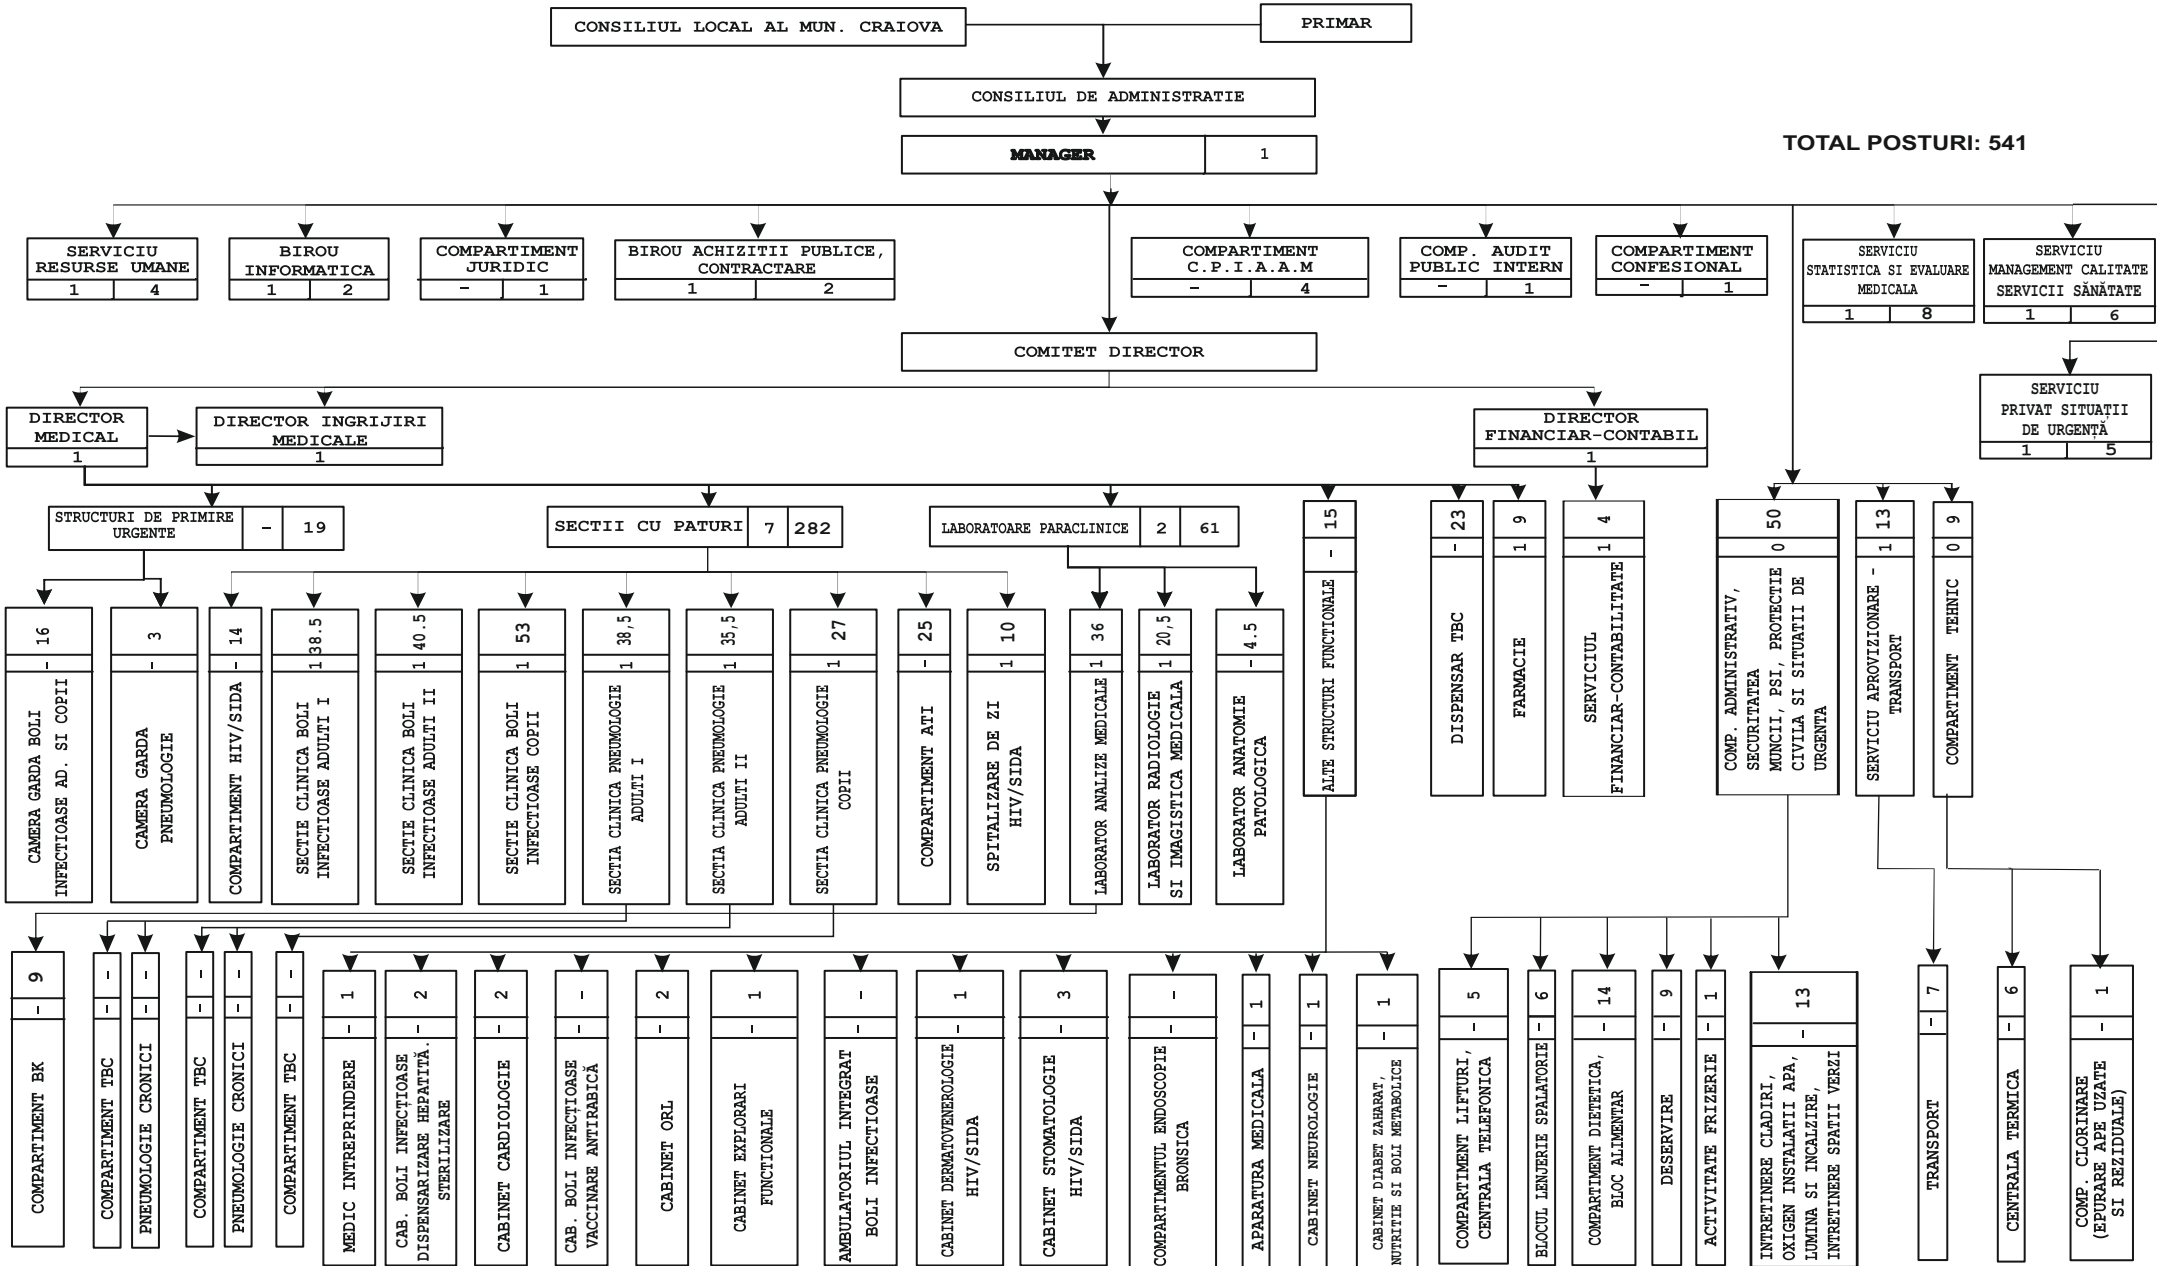 CONSILIUL LOCAL AL MUN. CRAIOVA
PRIMAR
CONSILIUL DE ADMINISTRATIE
MANAGER 1
TOTAL POSTURI: 541
SERVICIU
RESURSE UMANE
1 4
BIROU
INFORMATICA
1 2
COMPARTIMENT
JURIDIC
- 1
BIROU ACHIZITII PUBLICE,
CONTRACTARE
1 2
COMPARTIMENT
C.P.I.A.A.M
- 4
COMP. AUDIT
PUBLIC INTERN
- 1
COMPARTIMENT
CONFESIONAL
- 1
SERVICIU
STATISTICA SI EVALUARE
MEDICALA
1 8
SERVICIU
MANAGEMENT CALITATE
SERVICII SĂNĂTATE
1 6
COMITET DIRECTOR
SERVICIU
PRIVAT SITUAȚII
DE URGENȚĂ
1 5
DIRECTOR
MEDICAL
1
DIRECTOR INGRIJIRI
MEDICALE
1
DIRECTOR
FINANCIAR-CONTABIL
1
STRUCTURI DE PRIMIRE
URGENTE
- 19
SECTII CU PATURI 7 282
LABORATOARE PARACLINICE 2 61
ALTE STRUCTURI FUNCTIONALE - 15
DISPENSAR TBC - 23
FARMACIE 1 9
SERVICIUL
FINANCIAR-CONTABILITATE
1 4
COMP. ADMINISTRATIV,
SECURITATEA
MUNCII, PSI, PROTECTIE
CIVILA SI SITUATII DE
URGENTA
0 50
SERVICIU APROVIZIONARE -
TRANSPORT
1 13
COMPARTIMENT TEHNIC 0 9
CAMERA GARDA BOLI
INFECTIOASE AD. SI COPII
- 16
CAMERA GARDA
PNEUMOLOGIE
- 3
COMPARTIMENT HIV/SIDA - 14
SECTIE CLINICA BOLI
INFECTIOASE ADULTI I
1 38.5
SECTIE CLINICA BOLI
INFECTIOASE ADULTI II
1 40.5
SECTIE CLINICA BOLI
INFECTIOASE COPII
1 53
SECTIA CLINICA PNEUMOLOGIE
ADULTI I
1 38,5
SECTIA CLINICA PNEUMOLOGIE
ADULTI II
1 35,5
SECTIA CLINICA PNEUMOLOGIE
COPII
1 27
COMPARTIMENT ATI - 25
SPITALIZARE DE ZI
HIV/SIDA
1 10
LABORATOR ANALIZE MEDICALE 1 36
LABORATOR RADIOLOGIE
SI IMAGISTICA MEDICALA
1 20,5
LABORATOR ANATOMIE
PATOLOGICA
- 4.5
COMPARTIMENT BK - 9
COMPARTIMENT TBC - -
PNEUMOLOGIE CRONICI - -
COMPARTIMENT TBC - -
PNEUMOLOGIE CRONICI - -
COMPARTIMENT TBC - -
MEDIC INTREPRINDERE - 1
CAB. BOLI INFECȚIOASE
DISPENSARIZARE HEPATITĂ.
STERILIZARE
- 2
CABINET CARDIOLOGIE - 2
CAB. BOLI INFECȚIOASE
VACCINARE ANTIRABICĂ
- -
CABINET ORL - 2
CABINET EXPLORARI
FUNCTIONALE
- 1
AMBULATORIUL INTEGRAT
BOLI INFECTIOASE
- -
CABINET DERMATOVENEROLOGIE
HIV/SIDA
- 1
CABINET STOMATOLOGIE
HIV/SIDA
- 3
COMPARTIMENTUL ENDOSCOPIE
BRONSICA
- -
APARATURA MEDICALA - 1
CABINET NEUROLOGIE - 1
CABINET DIABET ZAHARAT,
NUTRITIE SI BOLI METABOLICE
- 1
COMPARTIMENT LIFTURI,
CENTRALA TELEFONICA
- 5
BLOCUL LENJERIE SPALATORIE - 6
COMPARTIMENT DIETETICA,
BLOC ALIMENTAR
- 14
DESERVIRE - 9
ACTIVITATE FRIZERIE - 1
INTRETINERE CLADIRI,
OXIGEN INSTALATII APA,
LUMINA SI INCALZIRE,
INTRETINERE SPATII VERZI
- 13
TRANSPORT - 7
CENTRALA TERMICA - 6
COMP. CLORINARE
(EPURARE APE UZATE
SI REZIDUALE)
- 1